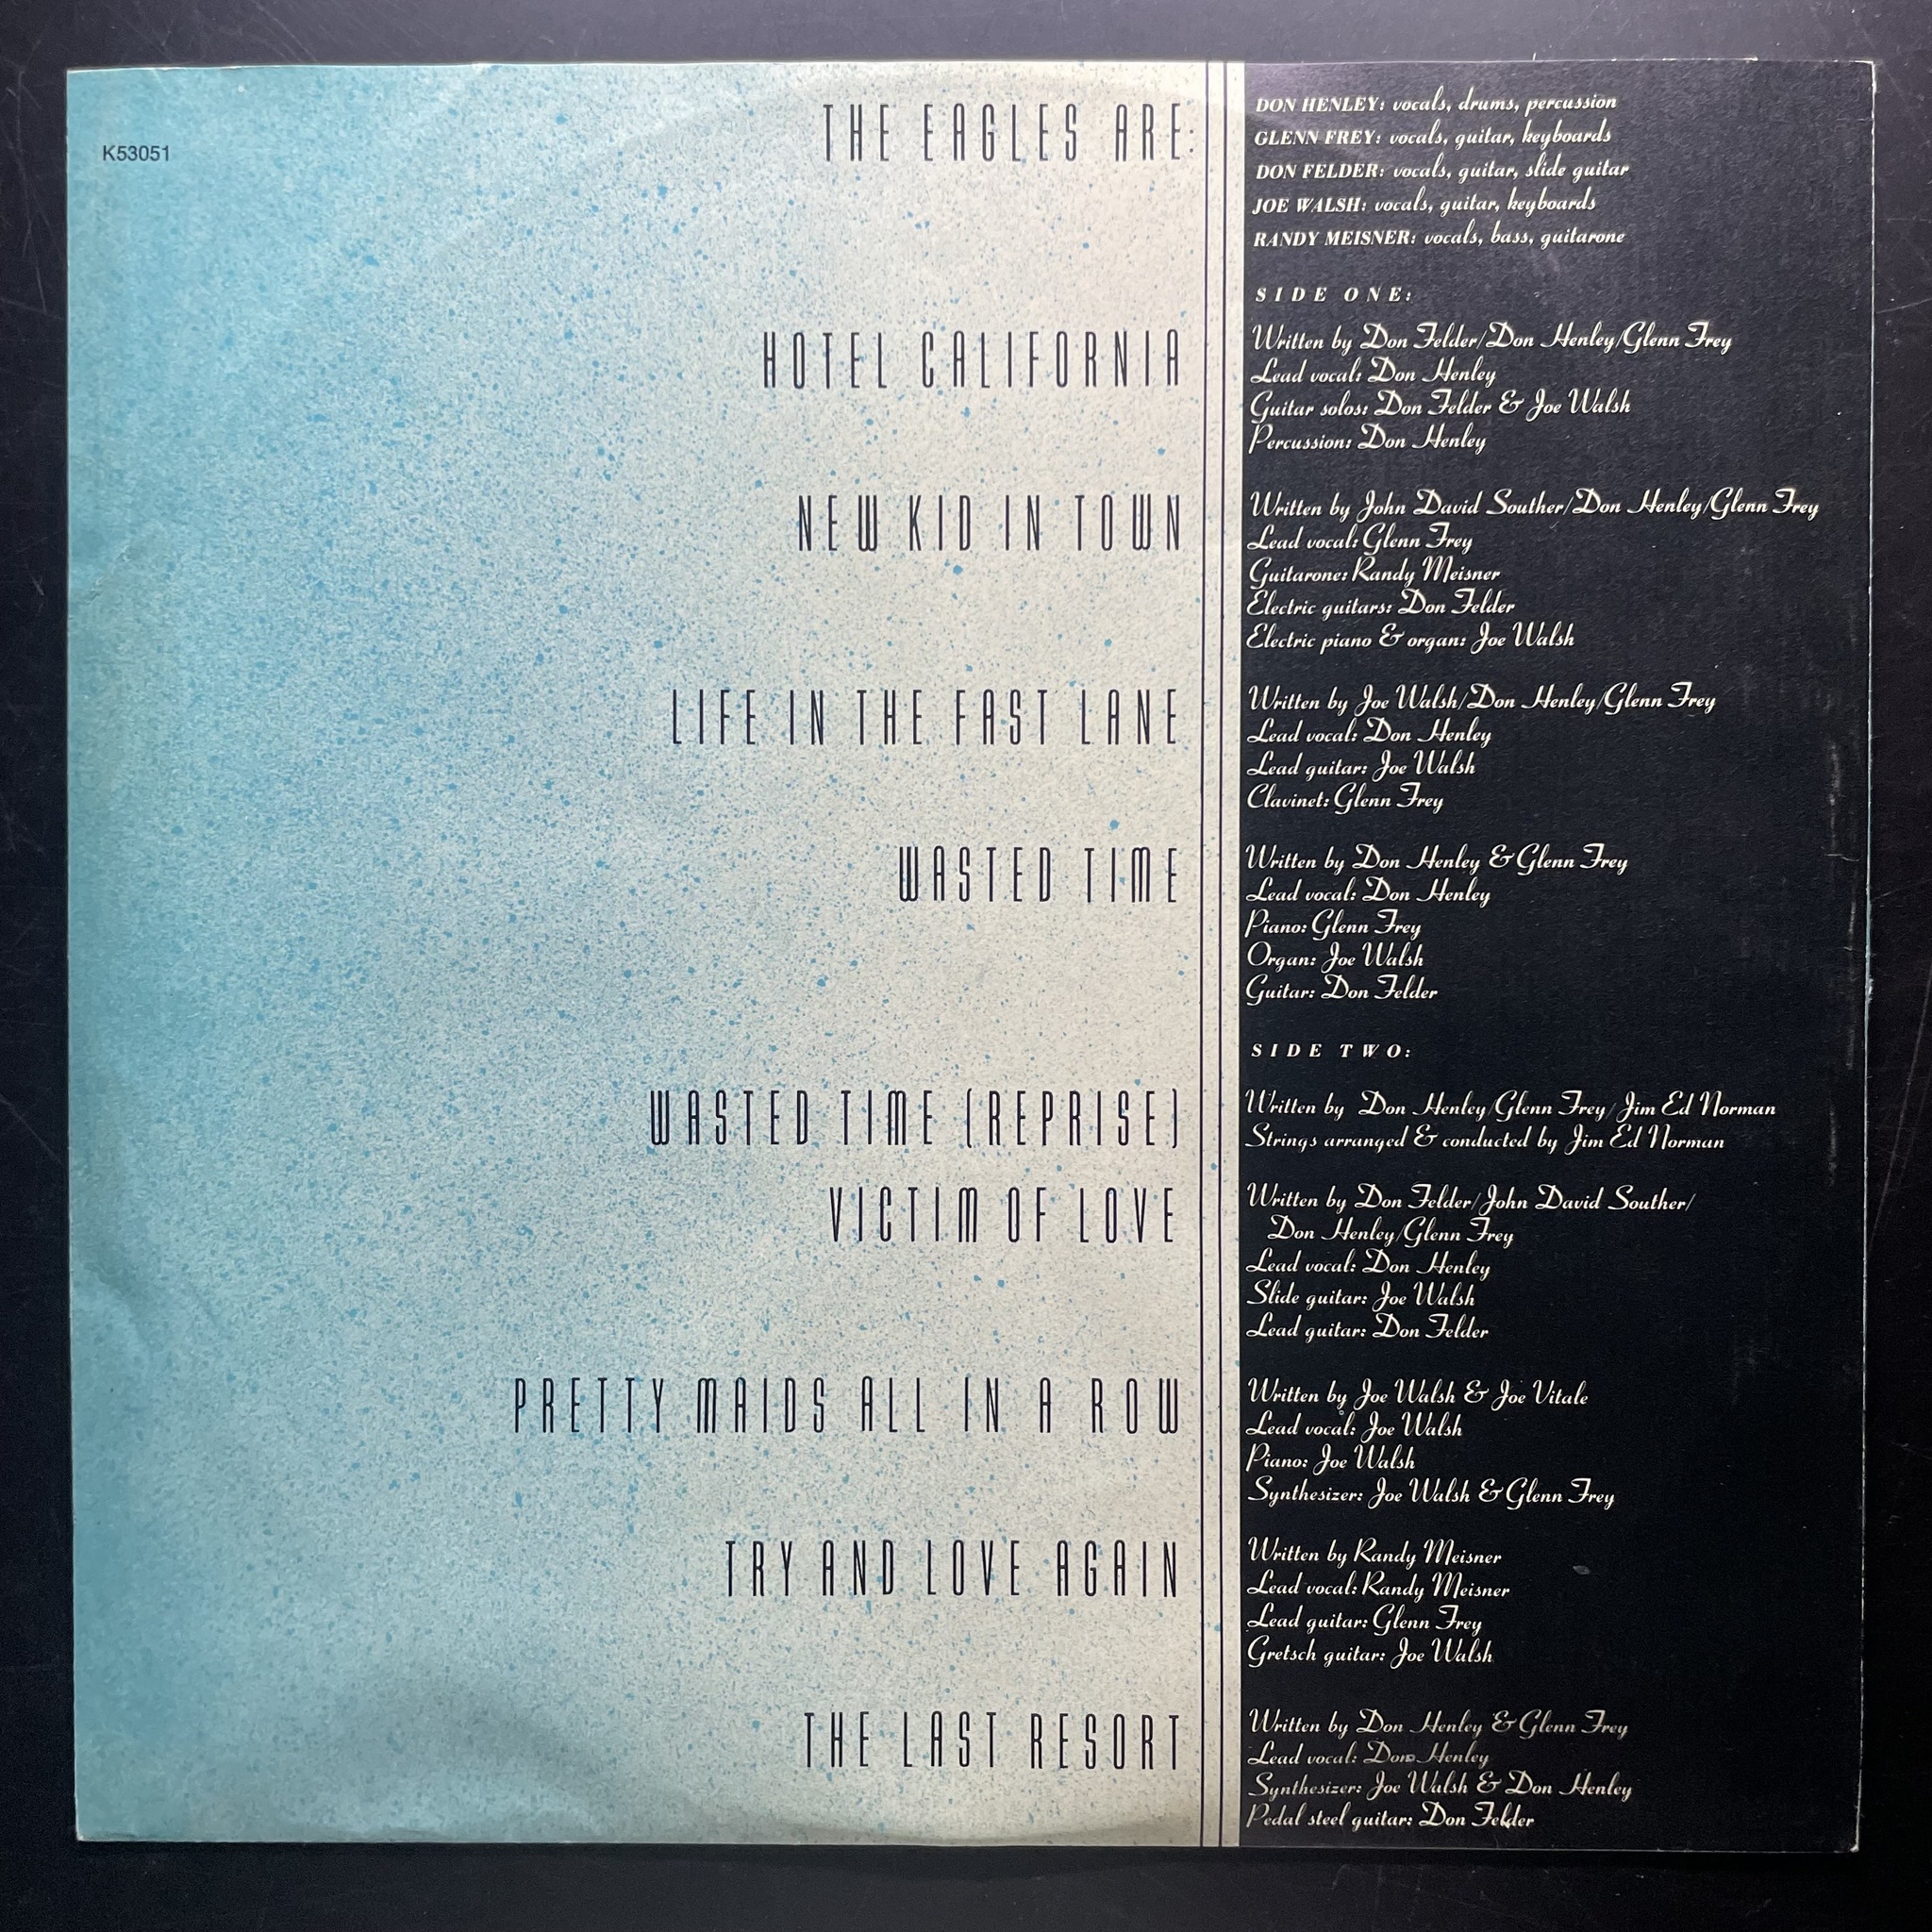 K53051
THE EAGLES ARE:
DON HENLEY: vocals, drums, percussion
GLENN FREY: vocals, guitar, keyboards
DON FELDER: vocals, guitar, slide guitar
JOE WALSH: vocals, guitar, keyboards
RANDY MEISNER: vocals, bass, guitarone
SIDE ONE:
HOTEL CALIFORNIA
Written by Don Felder/Don Henley/Glenn Frey
Lead vocal: Don Henley
Guitar solos: Don Felder & Joe Walsh
Percussion: Don Henley
NEW KID IN TOWN
Written by John David Souther/Don Henley/Glenn Frey
Lead vocal: Glenn Frey
Guitarone: Randy Meisner
Electric guitars: Don Felder
Electric piano & organ: Joe Walsh
LIFE IN THE FAST LANE
Written by Joe Walsh/Don Henley/Glenn Frey
Lead vocal: Don Henley
Lead guitar: Joe Walsh
Clavinet: Glenn Frey
WASTED TIME
Written by Don Henley & Glenn Frey
Lead vocal: Don Henley
Piano: Glenn Frey
Organ: Joe Walsh
Guitar: Don Felder
SIDE TWO:
WASTED TIME (REPRISE)
Written by Don Henley/Glenn Frey/Jim Ed Norman
Strings arranged & conducted by Jim Ed Norman
VICTIM OF LOVE
Written by Don Felder/John David Souther/
Don Henley/Glenn Frey
Lead vocal: Don Henley
Slide guitar: Joe Walsh
Lead guitar: Don Felder
PRETTY MAIDS ALL IN A ROW
Written by Joe Walsh & Joe Vitale
Lead vocal: Joe Walsh
Piano: Joe Walsh
Synthesizer: Joe Walsh & Glenn Frey
TRY AND LOVE AGAIN
Written by Randy Meisner
Lead vocal: Randy Meisner
Lead guitar: Glenn Frey
Gretsch guitar: Joe Walsh
THE LAST RESORT
Written by Don Henley & Glenn Frey
Lead vocal: Don Henley
Synthesizer: Joe Walsh & Don Henley
Pedal steel guitar: Don Felder